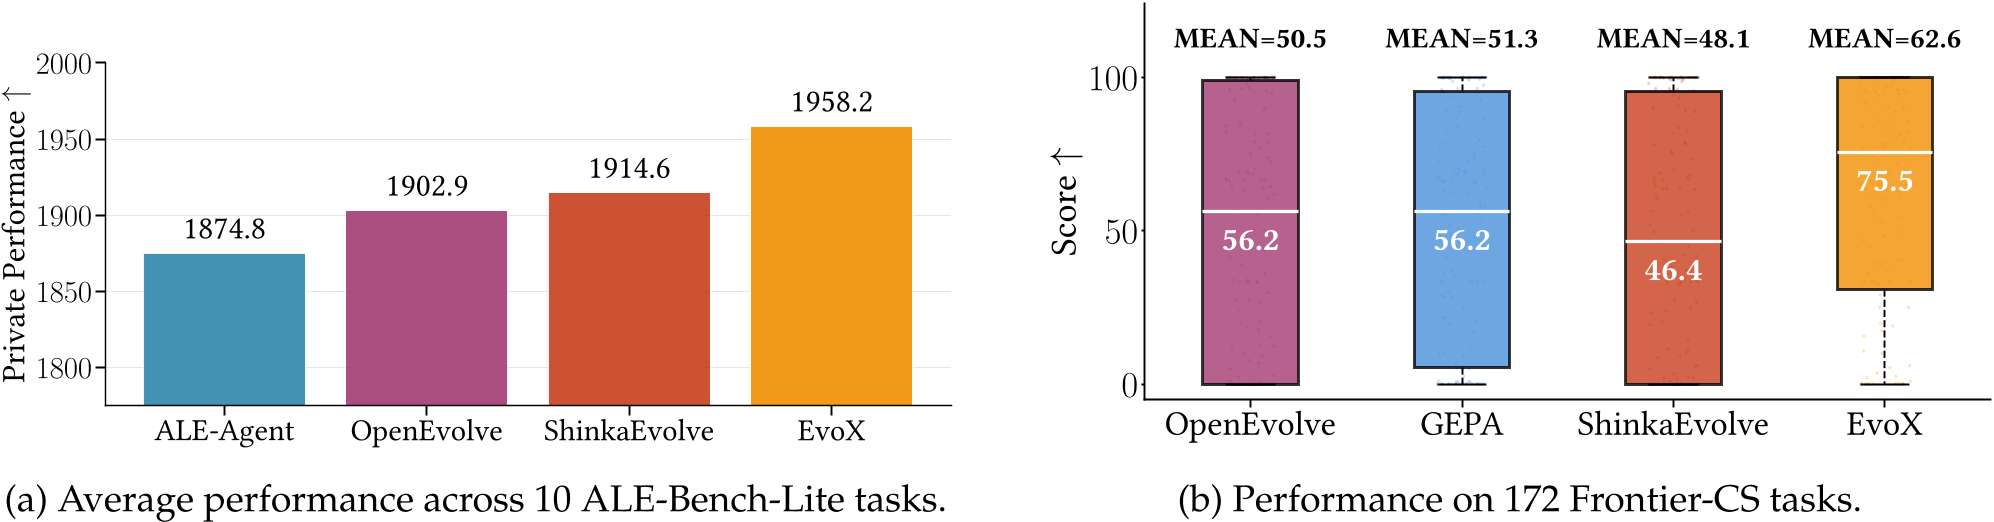 Private Performance ↑
2000
1950
1900
1850
1800
1874.8
1902.9
1914.6
1958.2
ALE-Agent
OpenEvolve
ShinkaEvolve
EvoX
(a) Average performance across 10 ALE-Bench-Lite tasks.
Score ↑
100
50
0
MEAN=50.5
MEAN=51.3
MEAN=48.1
MEAN=62.6
56.2
56.2
46.4
75.5
OpenEvolve
GEPA
ShinkaEvolve
EvoX
(b) Performance on 172 Frontier-CS tasks.